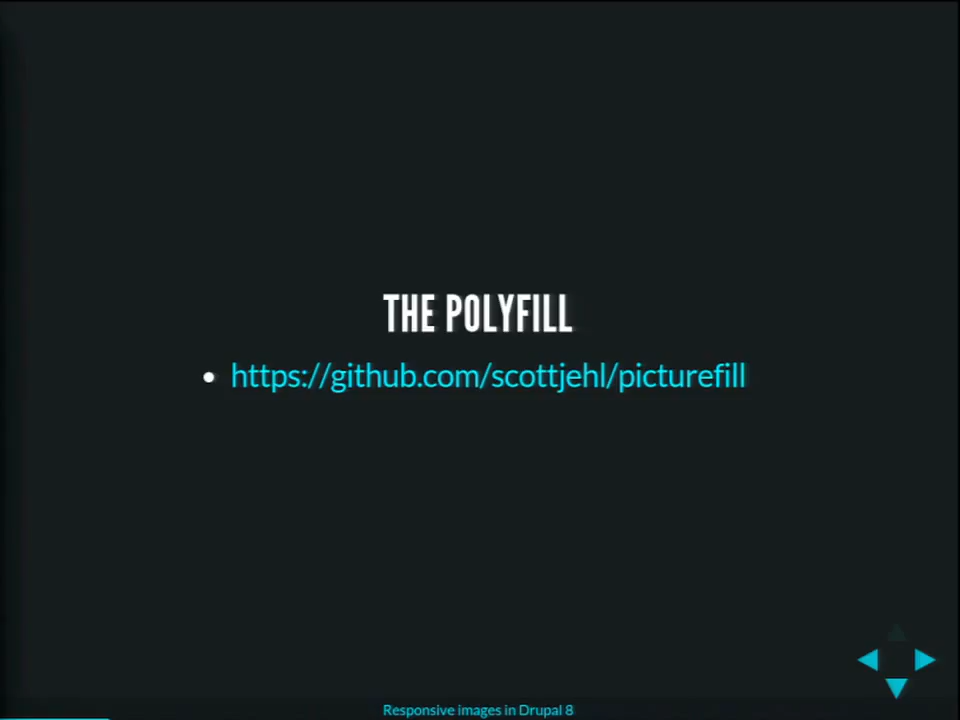 THE POLYFILL
• https://github.com/scottjehl/picturefill
Responsive images in Drupal 8